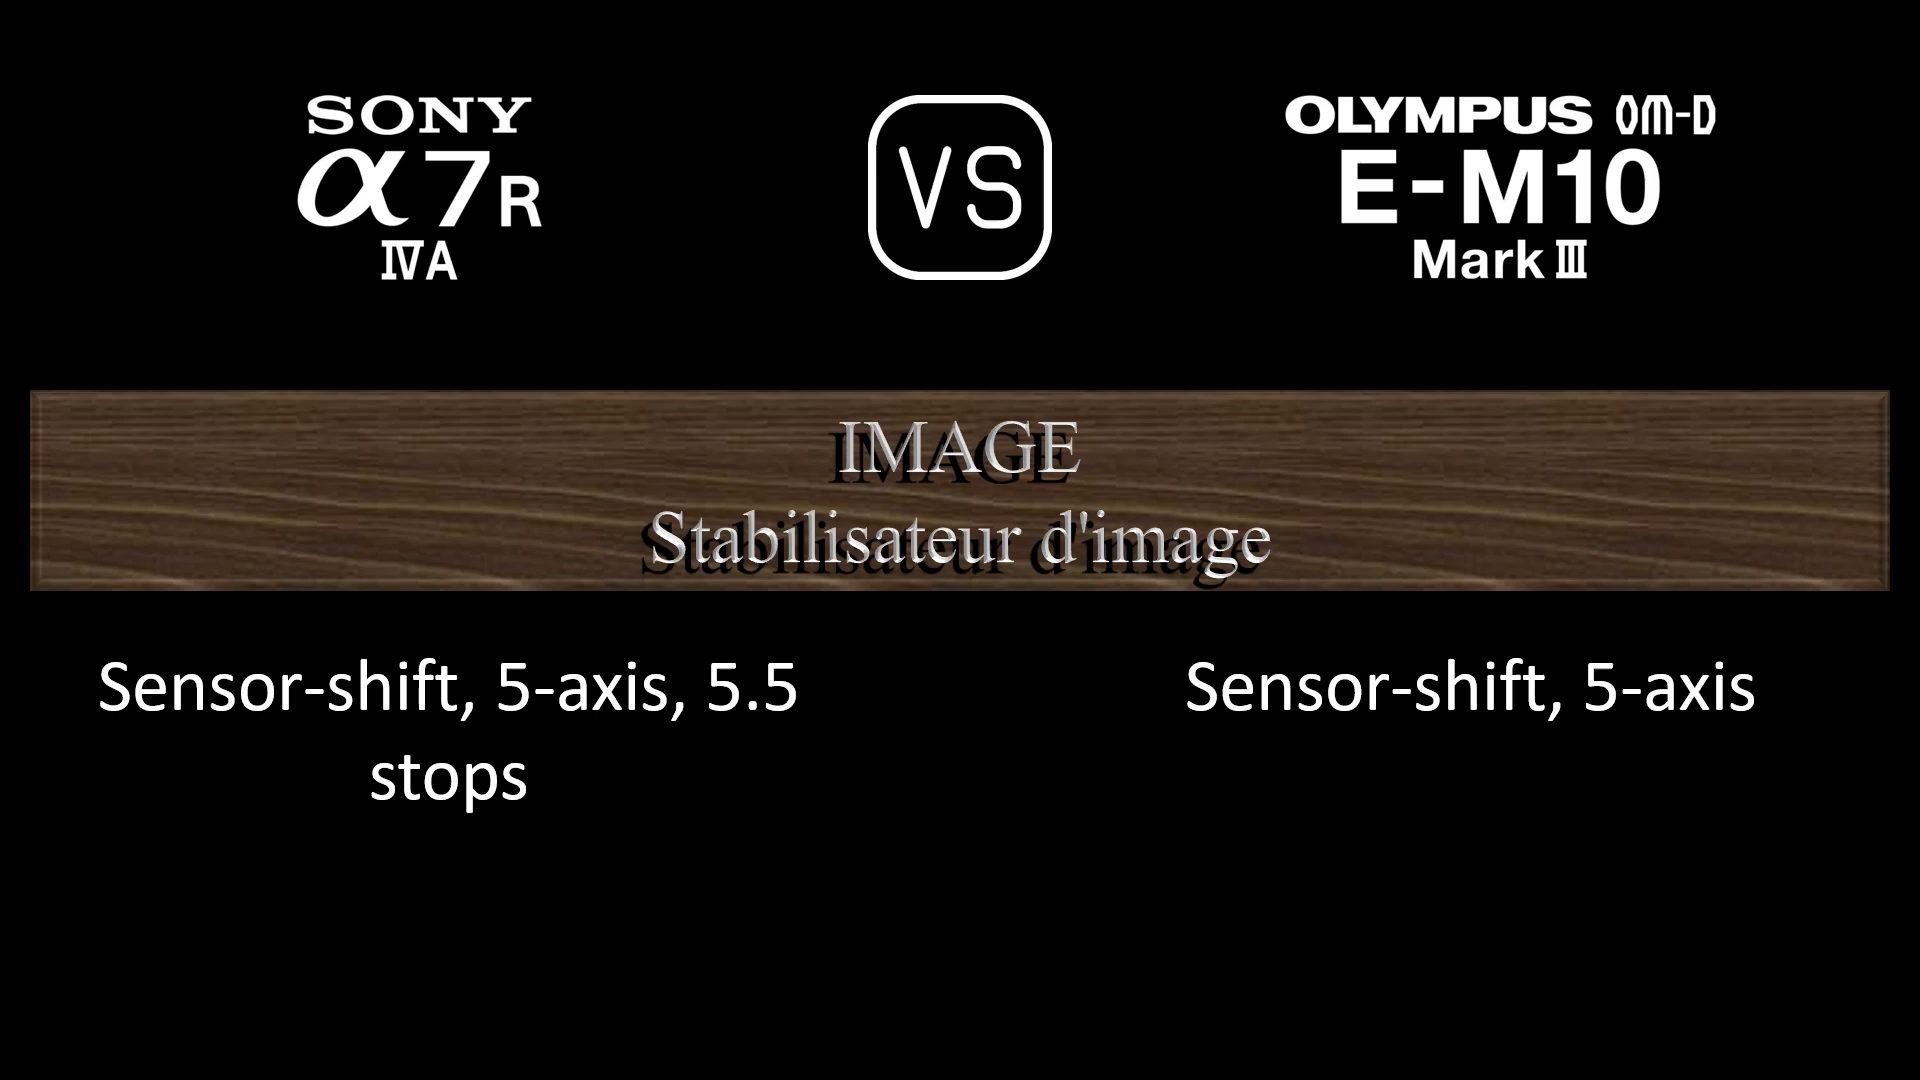 SONY
α7R
IVA
VS
OLYMPUS OM-D
E-M10
Mark III
IMAGE
Stabilisateur d'image
Sensor-shift, 5-axis, 5.5
stops
Sensor-shift, 5-axis